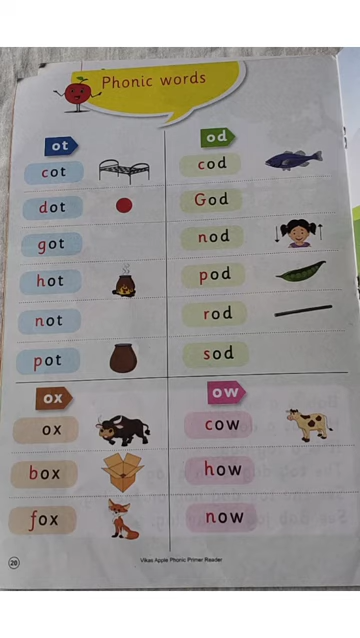 Phonic words
ot
cot
dot
got
hot
not
pot
od
cod
God
nod
pod
rod
sod
ox
ox
box
fox
ow
cow
how
now
20
Vikas Apple Phonic Primer Reader